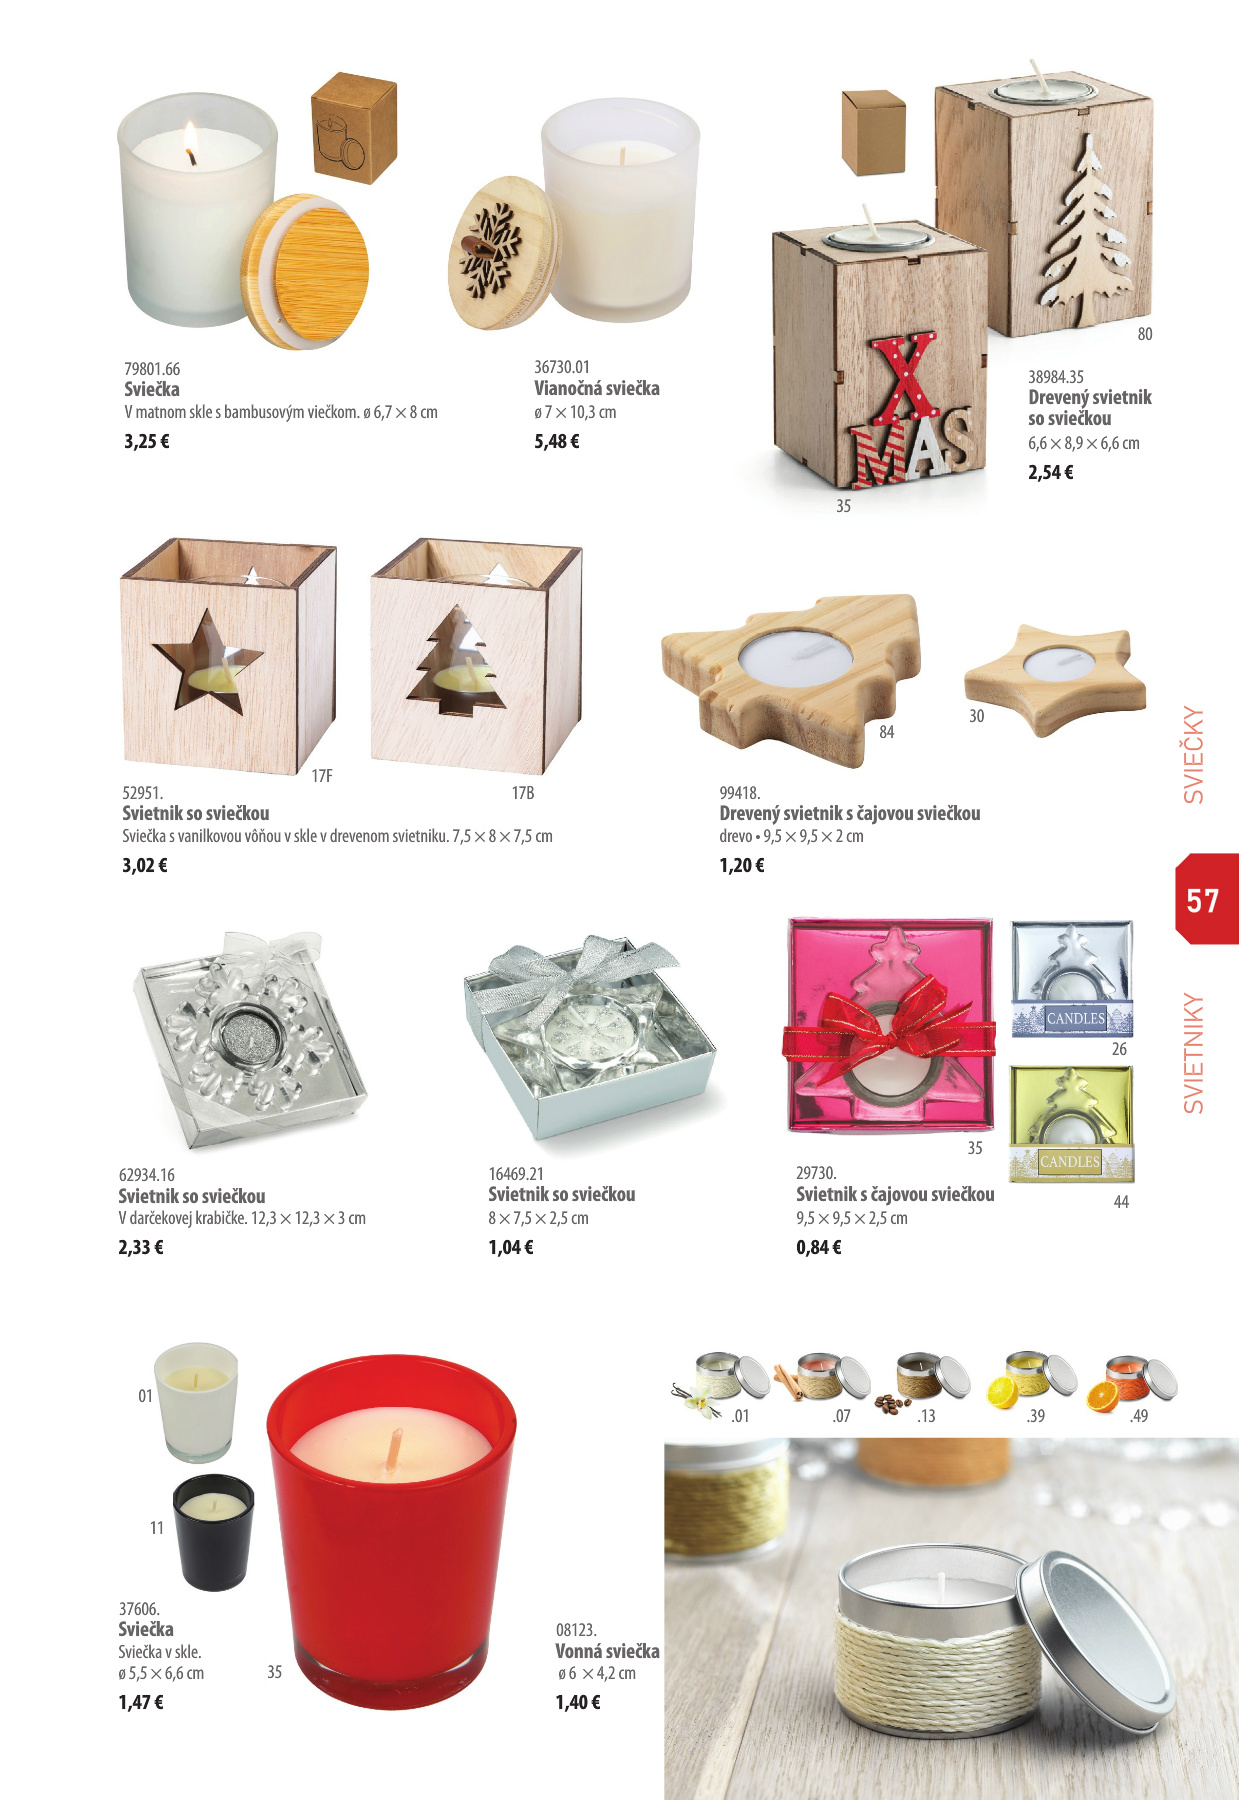 79801.66
Sviečka
V matnom skle s bambusovým viečkom. ø 6,7 × 8 cm
3,25 €
36730.01
Vianočná sviečka
ø 7 × 10,3 cm
5,48 €
X
MAS
80
35
38984.35
Drevený svietnik
so sviečkou
6,6 × 8,9 × 6,6 cm
2,54 €
17F
17B
52951.
Svietnik so sviečkou
Sviečka s vanilkovou vôňou v skle v drevenom svietniku. 7,5 × 8 × 7,5 cm
3,02 €
84
30
99418.
Drevený svietnik s čajovou sviečkou
drevo • 9,5 × 9,5 × 2 cm
1,20 €
SVIEČKY
57
SVIETNIKY
62934.16
Svietnik so sviečkou
V darčekovej krabičke. 12,3 × 12,3 × 3 cm
2,33 €
16469.21
Svietnik so sviečkou
8 × 7,5 × 2,5 cm
1,04 €
CANDLES
26
CANDLES
35
44
29730.
Svietnik s čajovou sviečkou
9,5 × 9,5 × 2,5 cm
0,84 €
01
11
35
37606.
Sviečka
Sviečka v skle.
ø 5,5 × 6,6 cm
1,47 €
.01
.07
.13
.39
.49
08123.
Vonná sviečka
ø 6 × 4,2 cm
1,40 €